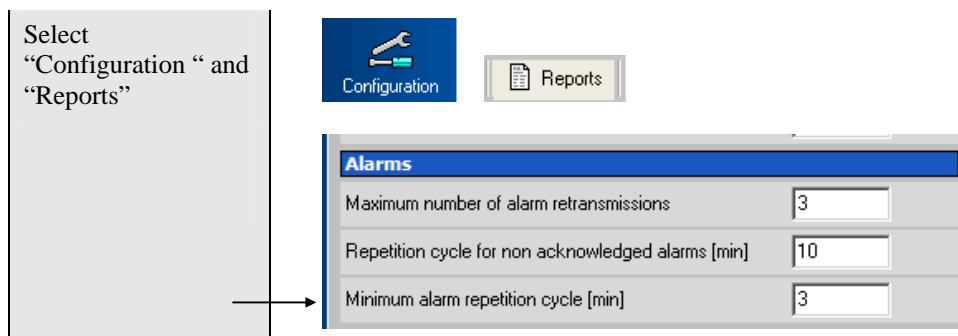 Select
“Configuration “ and
“Reports”
Configuration
Reports
Alarms
Maximum number of alarm retransmissions 3
Repetition cycle for non acknowledged alarms [min] 10
Minimum alarm repetition cycle [min] 3